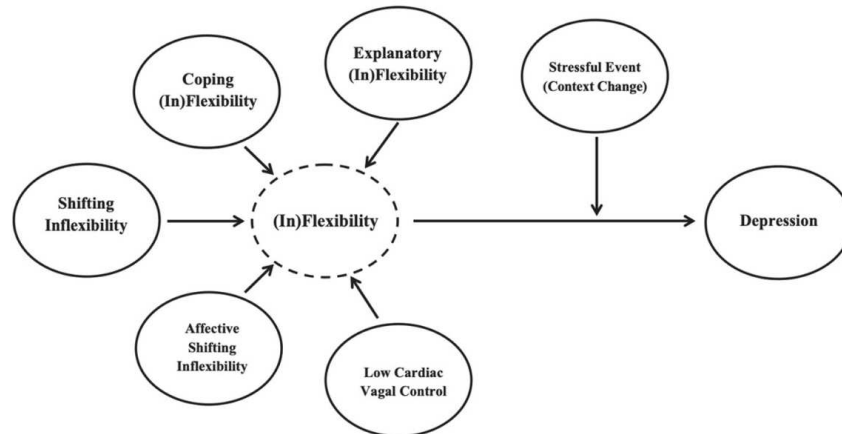 Coping
(In)Flexibility
Explanatory
(In)Flexibility
Stressful Event
(Context Change)
Shifting
Inflexibility
(In)Flexibility
Depression
Affective
Shifting
Inflexibility
Low Cardiac
Vagal Control